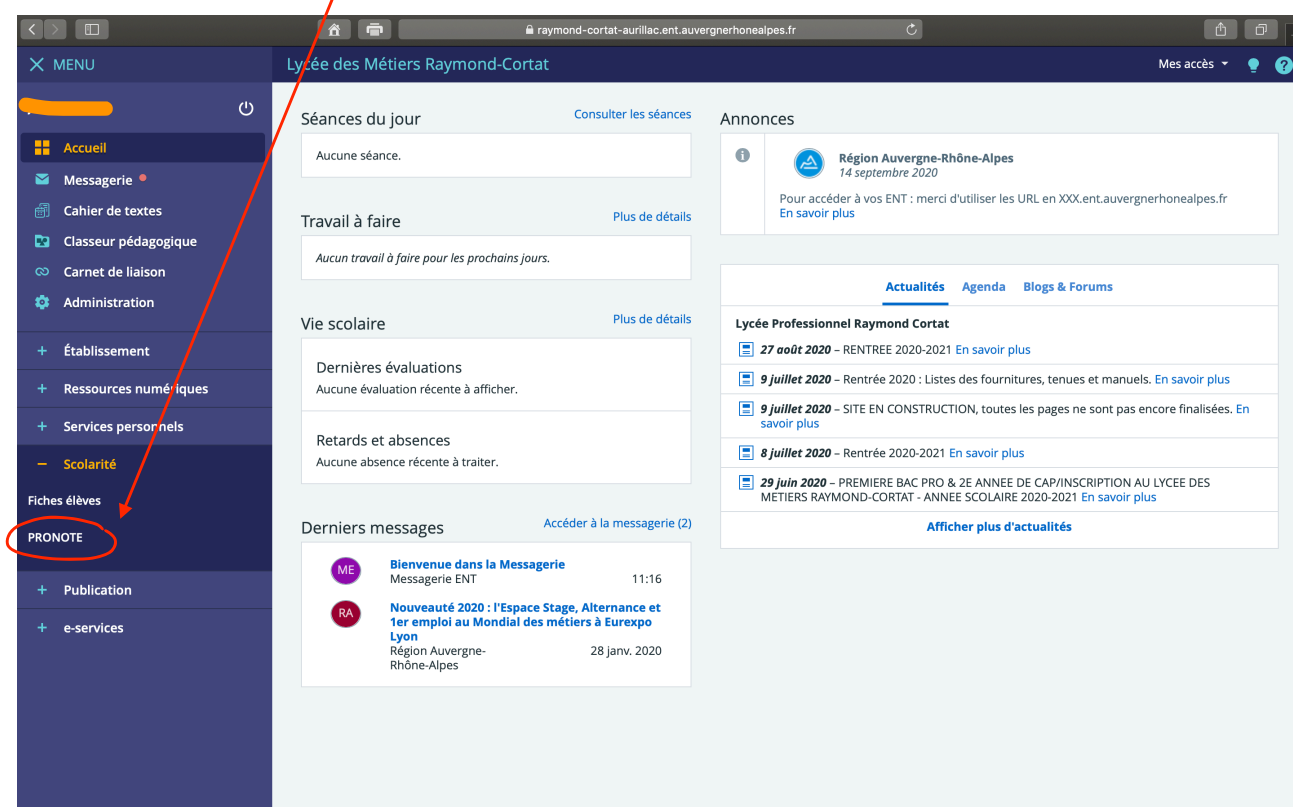 raymond-cortat-aurillac.ent.auvergnerhonealpes.fr
MENU
Lycée des Métiers Raymond-Cortat
Mes accès
?
Accueil
Messagerie
Cahier de textes
Classeur pédagogique
Carnet de liaison
Administration
+ Établissement
+ Ressources numériques
+ Services personnels
− Scolarité
Fiches élèves
PRONOTE
+ Publication
+ e-services
Séances du jour
Consulter les séances
Aucune séance.
Travail à faire
Plus de détails
Aucun travail à faire pour les prochains jours.
Vie scolaire
Plus de détails
Dernières évaluations
Aucune évaluation récente à afficher.
Retards et absences
Aucune absence récente à traiter.
Derniers messages
Accéder à la messagerie (2)
ME
Bienvenue dans la Messagerie
Messagerie ENT 11:16
RA
Nouveauté 2020 : l'Espace Stage, Alternance et
1er emploi au Mondial des métiers à Eurexpo
Lyon
Région Auvergne- 28 janv. 2020
Rhône-Alpes
Annonces
Région Auvergne-Rhône-Alpes
14 septembre 2020
Pour accéder à vos ENT : merci d'utiliser les URL en XXX.ent.auvergnerhonealpes.fr
En savoir plus
Actualités Agenda Blogs & Forums
Lycée Professionnel Raymond Cortat
27 août 2020 – RENTREE 2020-2021 En savoir plus
9 juillet 2020 – Rentrée 2020 : Listes des fournitures, tenues et manuels. En savoir plus
9 juillet 2020 – SITE EN CONSTRUCTION, toutes les pages ne sont pas encore finalisées. En
savoir plus
8 juillet 2020 – Rentrée 2020-2021 En savoir plus
29 juin 2020 – PREMIERE BAC PRO & 2E ANNEE DE CAP/INSCRIPTION AU LYCEE DES
METIERS RAYMOND-CORTAT - ANNEE SCOLAIRE 2020-2021 En savoir plus
Afficher plus d'actualités